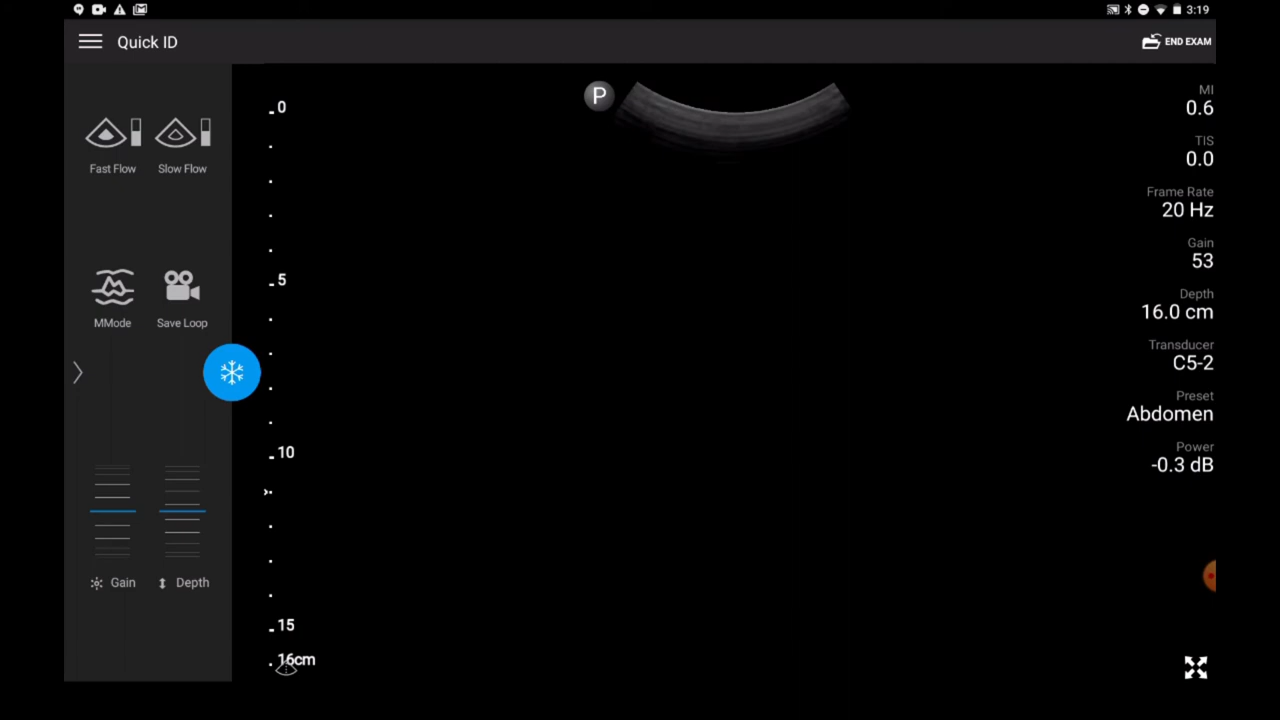 3:19
Quick ID
END EXAM
P
Fast Flow
Slow Flow
MMode
Save Loop
Gain
Depth
0
5
10
15
16cm
MI
0.6
TIS
0.0
Frame Rate
20 Hz
Gain
53
Depth
16.0 cm
Transducer
C5-2
Preset
Abdomen
Power
-0.3 dB